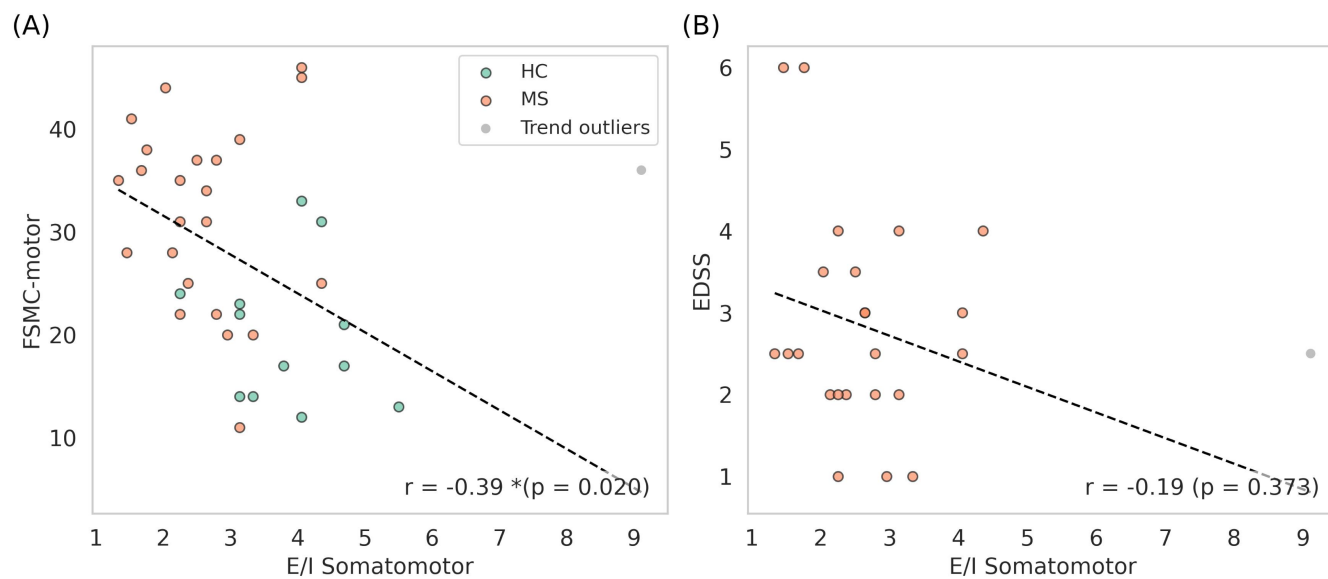 (A)
(B)
HC
MS
Trend outliers
FSMC-motor
40
30
20
10
r = -0.39 *(p = 0.020)
1 2 3 4 5 6 7 8 9
E/I Somatomotor
EDSS
6
5
4
3
2
1
r = -0.19 (p = 0.373)
1 2 3 4 5 6 7 8 9
E/I Somatomotor